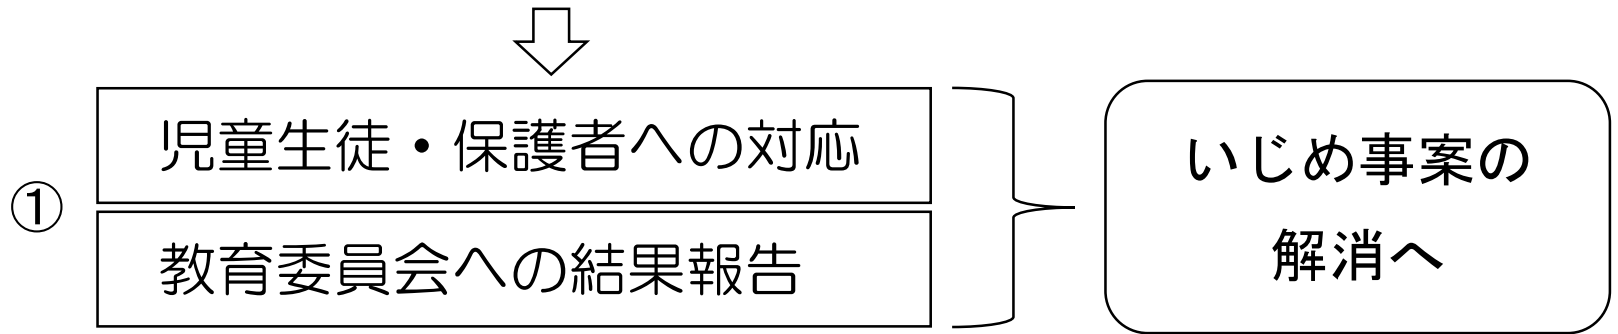 児童生徒・保護者への対応
①
教育委員会への結果報告
いじめ事案の
解消へ